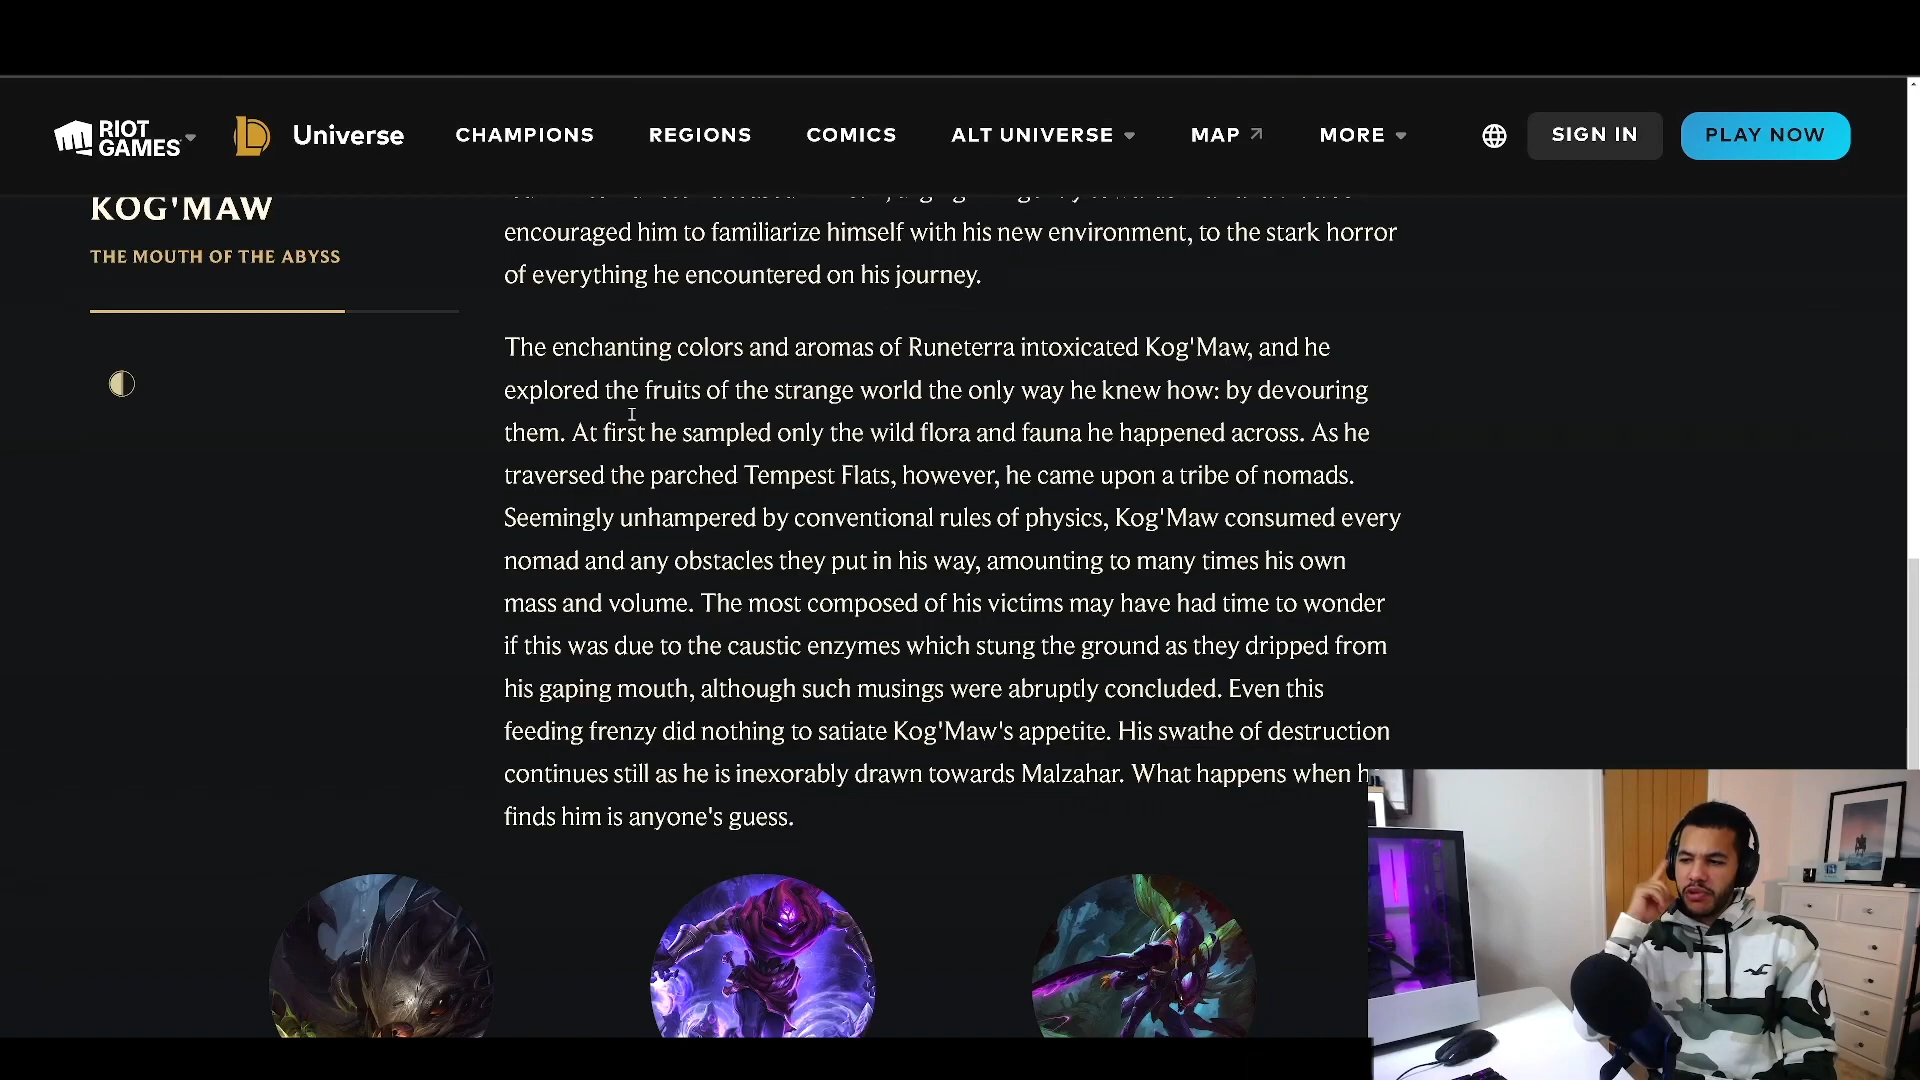 RIOT GAMES
Universe
CHAMPIONS
REGIONS
COMICS
ALT UNIVERSE
MAP
MORE
SIGN IN
PLAY NOW
KOG'MAW
THE MOUTH OF THE ABYSS
encouraged him to familiarize himself with his new environment, to the stark horror
of everything he encountered on his journey.
The enchanting colors and aromas of Runeterra intoxicated Kog'Maw, and he
explored the fruits of the strange world the only way he knew how: by devouring
them. At first he sampled only the wild flora and fauna he happened across. As he
traversed the parched Tempest Flats, however, he came upon a tribe of nomads.
Seemingly unhampered by conventional rules of physics, Kog'Maw consumed every
nomad and any obstacles they put in his way, amounting to many times his own
mass and volume. The most composed of his victims may have had time to wonder
if this was due to the caustic enzymes which stung the ground as they dripped from
his gaping mouth, although such musings were abruptly concluded. Even this
feeding frenzy did nothing to satiate Kog'Maw's appetite. His swathe of destruction
continues still as he is inexorably drawn towards Malzahar. What happens when
finds him is anyone's guess.